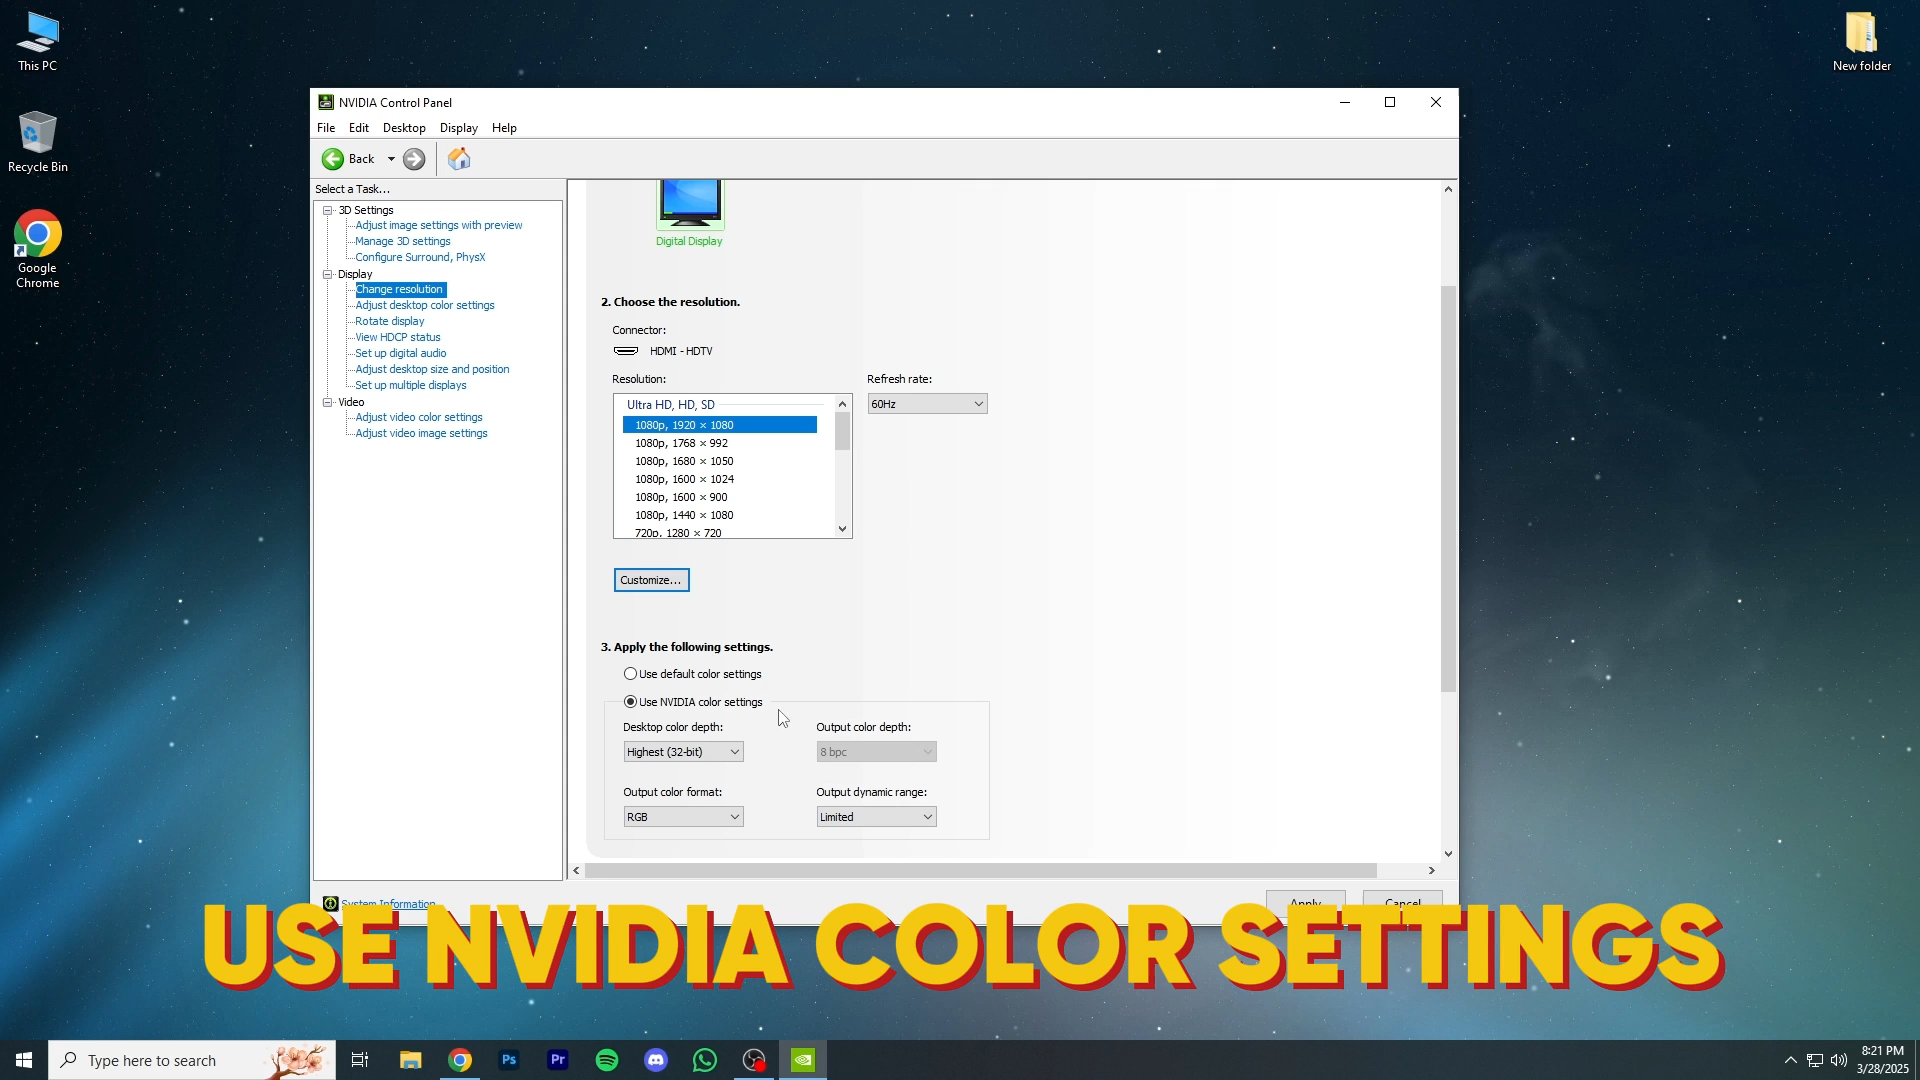 This PC
Recycle Bin
Google
Chrome
New folder
NVIDIA Control Panel
File Edit Desktop Display Help
Back
Select a Task...
3D Settings
Adjust image settings with preview
Manage 3D settings
Configure Surround, PhysX
Display
Change resolution
Adjust desktop color settings
Rotate display
View HDCP status
Set up digital audio
Adjust desktop size and position
Set up multiple displays
Video
Adjust video color settings
Adjust video image settings
System Information
Digital Display
2. Choose the resolution.
Connector:
HDMI - HDTV
Resolution: Refresh rate:
Ultra HD, HD, SD 60Hz
1080p, 1920 × 1080
1080p, 1768 × 992
1080p, 1680 × 1050
1080p, 1600 × 1024
1080p, 1600 × 900
1080p, 1440 × 1080
720p, 1280 × 720
Customize...
3. Apply the following settings.
Use default color settings
Use NVIDIA color settings
Desktop color depth: Output color depth:
Highest (32-bit) 8 bpc
Output color format: Output dynamic range:
RGB Limited
Apply Cancel
USE NVIDIA COLOR SETTINGS
Type here to search
Ps
Pr
8:21 PM
3/28/2025